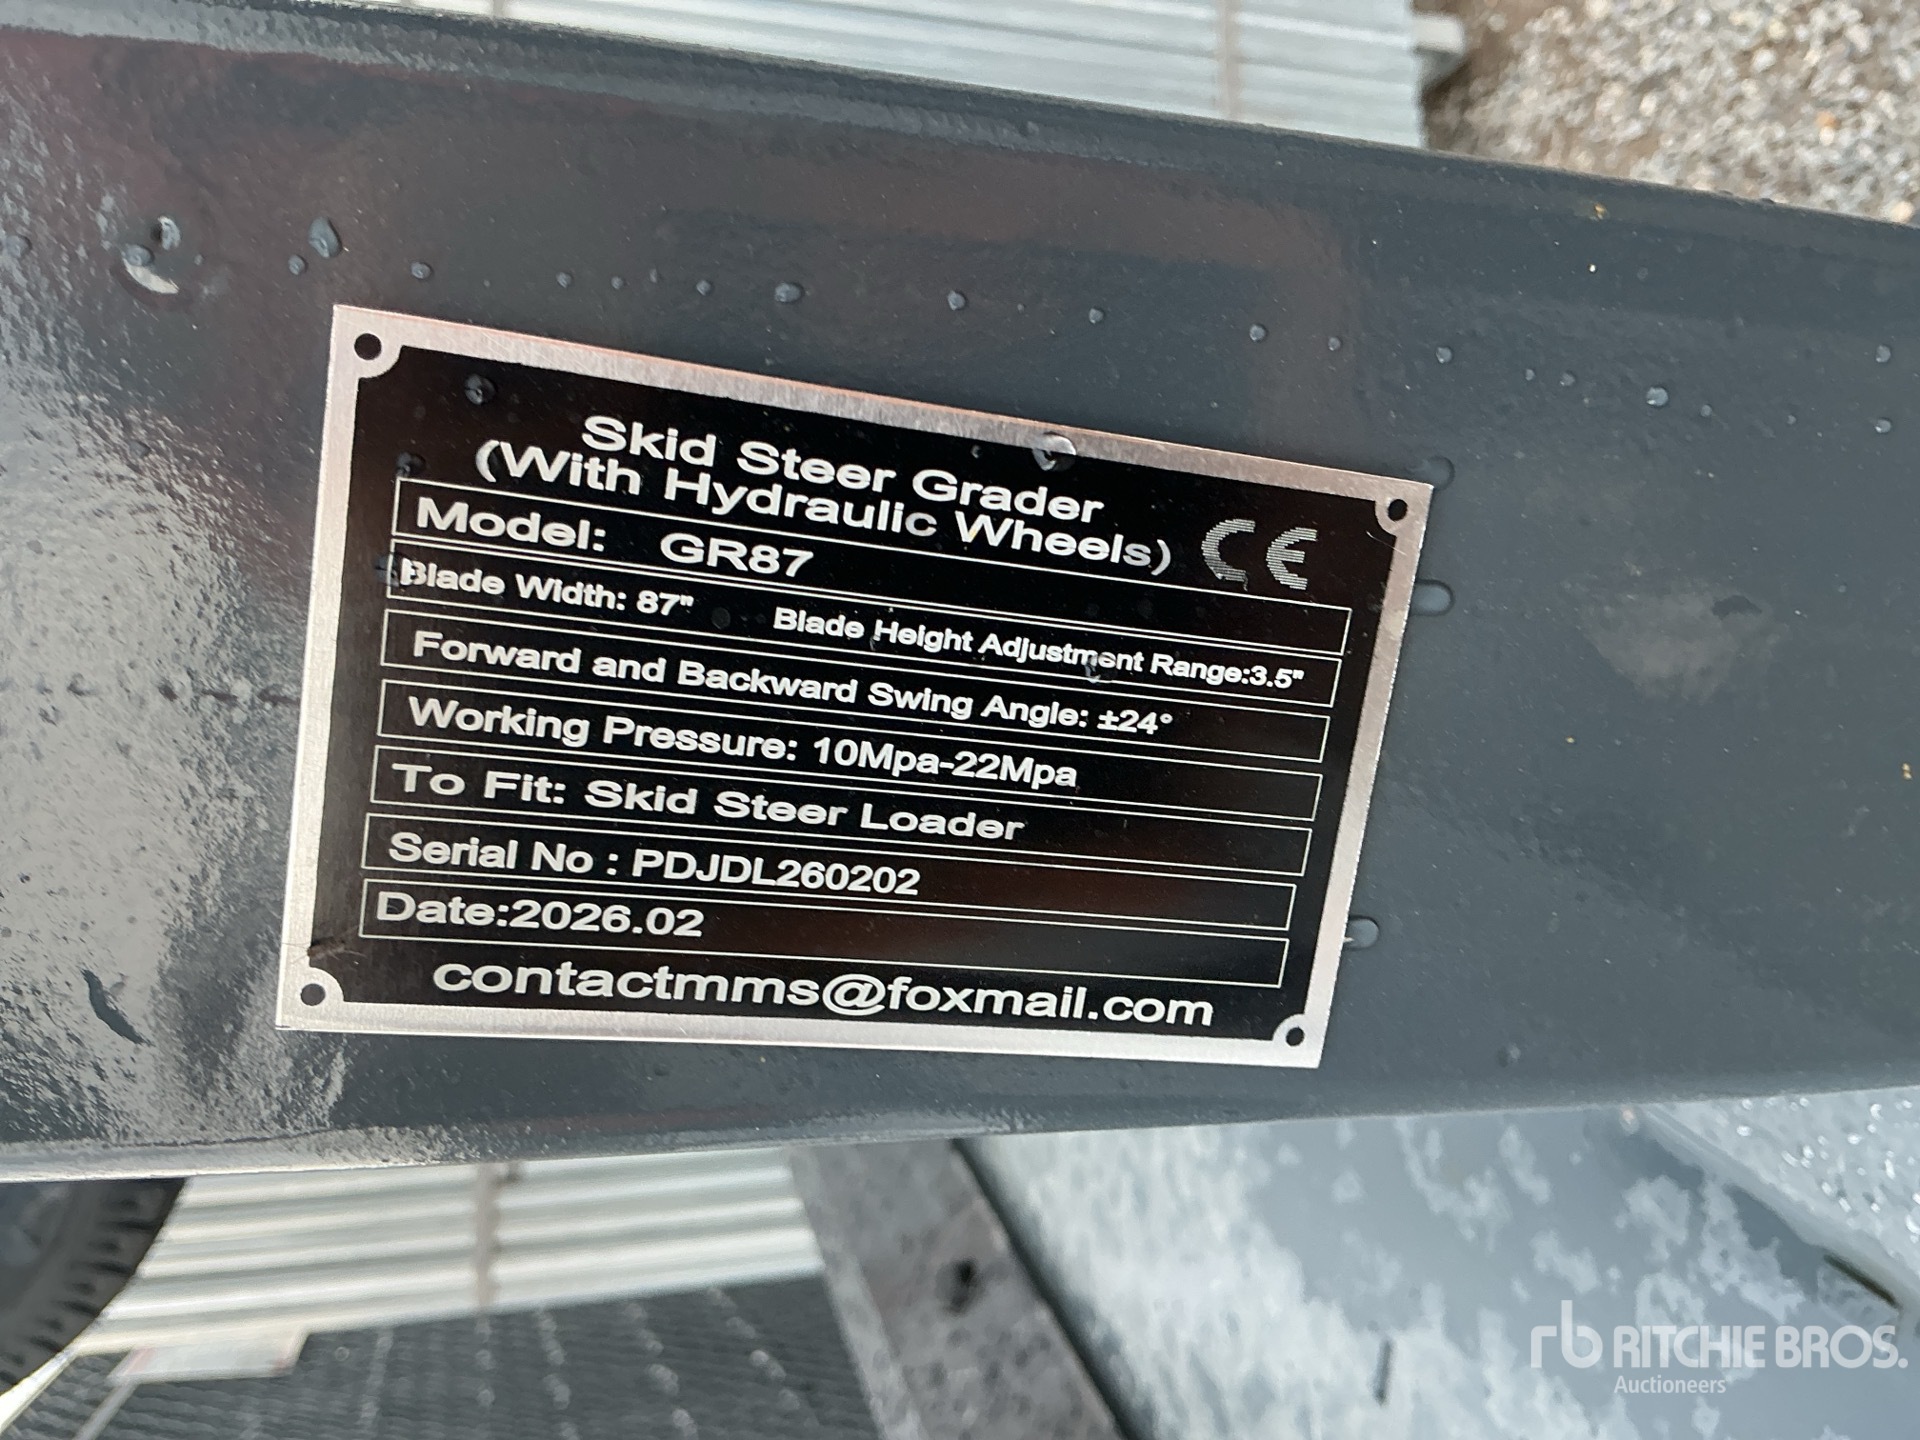 Skid Steer Grader
(With Hydraulic Wheels)
CE
Model: GR87
Blade Width: 87" Blade Height Adjustment Range:3.5"
Forward and Backward Swing Angle: ±24°
Working Pressure: 10Mpa-22Mpa
To Fit: Skid Steer Loader
Serial No : PDJDL260202
Date:2026.02
contactmms@foxmail.com
rb RITCHIE BROS.
Auctioneers